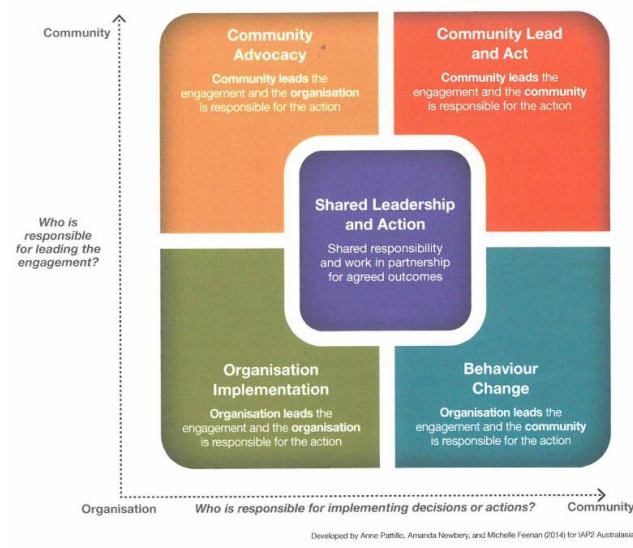 Community
Community
Advocacy
Community leads the
engagement and the organisation
is responsible for the action
Community Lead
and Act
Community leads the
engagement and the community
is responsible for the action
Who is
responsible
for leading the
engagement?
Shared Leadership
and Action
Shared responsibility
and work in partnership
for agreed outcomes
Organisation
Implementation
Organisation leads the
engagement and the organisation
is responsible for the action
Behaviour
Change
Organisation leads the
engagement and the community
is responsible for the action
Organisation
Who is responsible for implementing decisions or actions?
Community
Developed by Anne Pattillo, Amanda Newbery, and Michelle Feenan (2014) for IAP2 Australasia